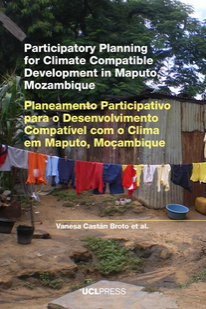 Participatory Planning
for Climate Compatible
Development in Maputo,
Mozambique
Planeamento Participativo
para o Desenvolvimento
Compatível com o Clima
em Maputo, Moçambique
Vanesa Castán Broto et al.
UCLPRESS